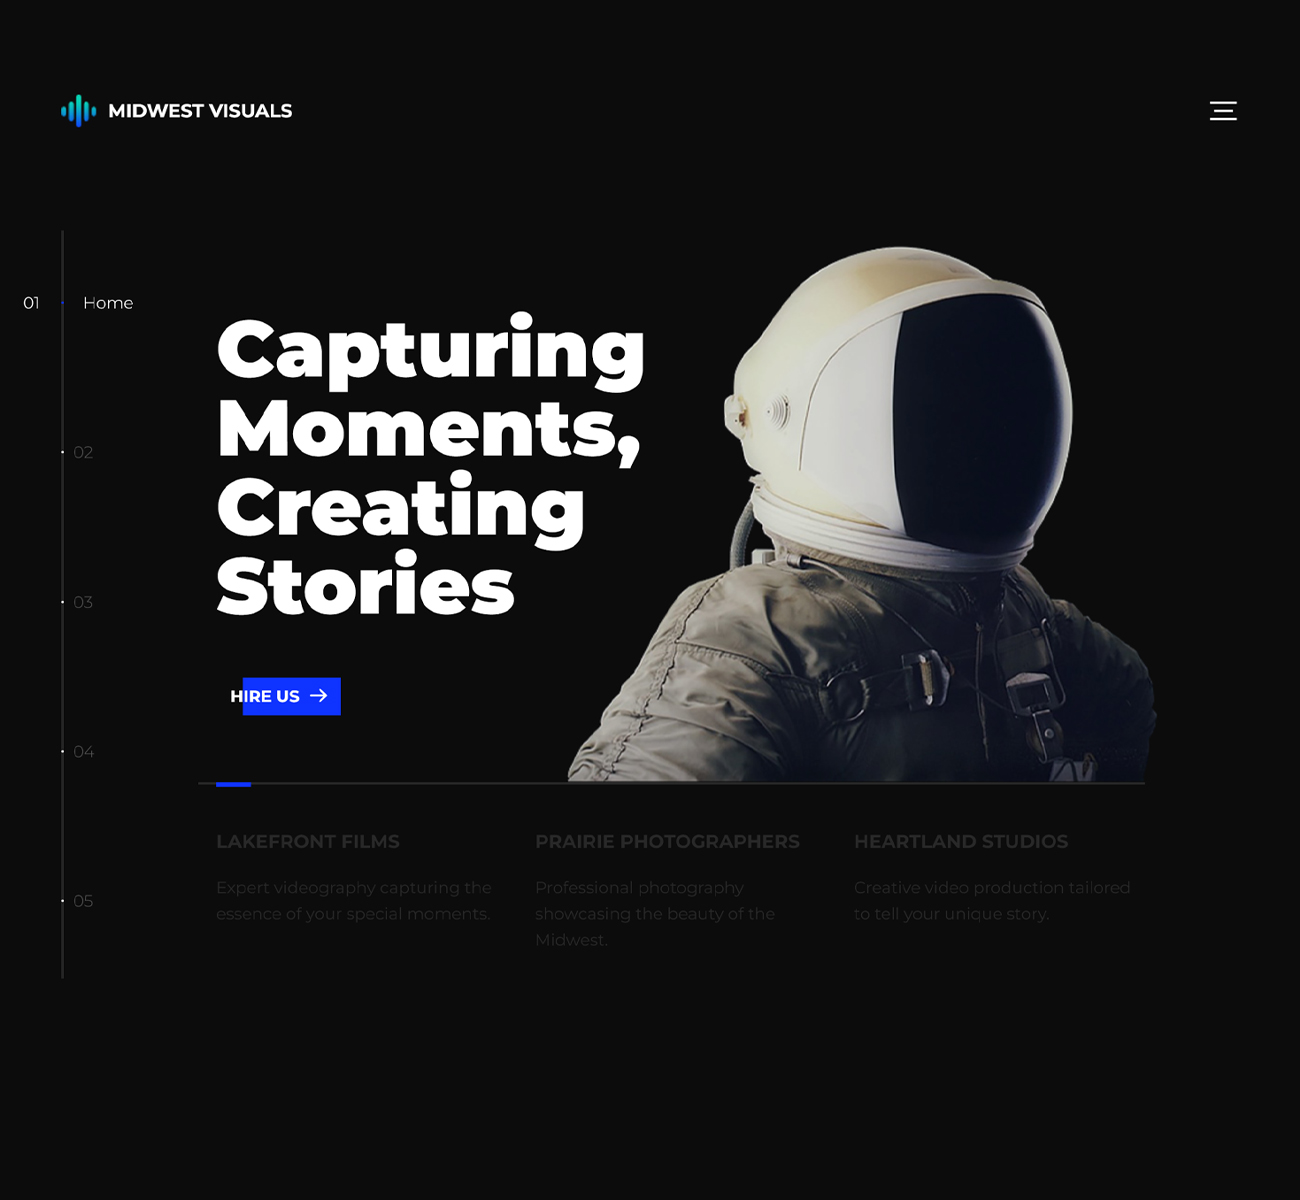 MIDWEST VISUALS
01 Home
Capturing
Moments,
Creating
Stories
02
03
HIRE US
04
LAKEFRONT FILMS
Expert videography capturing the
essence of your special moments.
PRAIRIE PHOTOGRAPHERS
Professional photography
showcasing the beauty of the
Midwest.
HEARTLAND STUDIOS
Creative video production tailored
to tell your unique story.
05